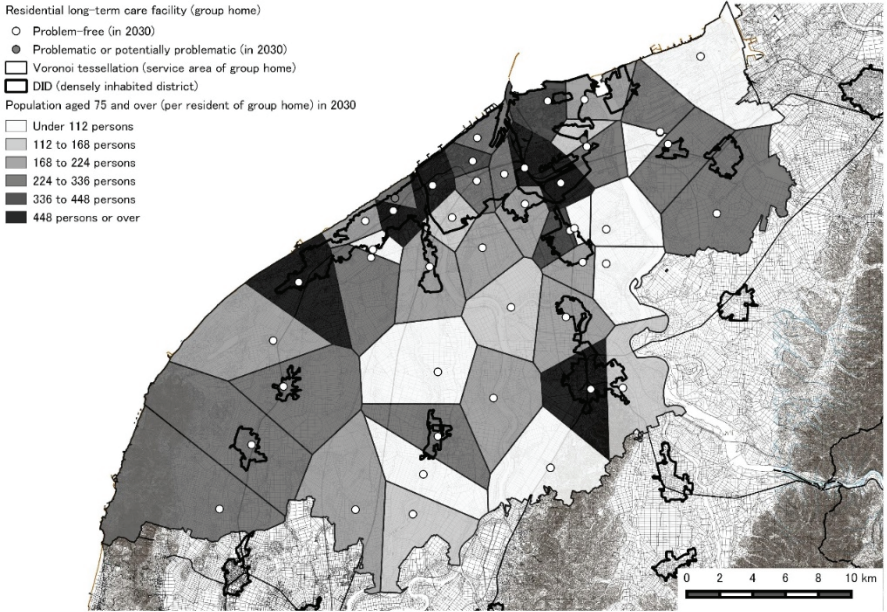 Residential long-term care facility (group home)
Problem-free (in 2030)
Problematic or potentially problematic (in 2030)
Voronoi tessellation (service area of group home)
DID (densely inhabited district)
Population aged 75 and over (per resident of group home) in 2030
Under 112 persons
112 to 168 persons
168 to 224 persons
224 to 336 persons
336 to 448 persons
448 persons or over
0 2 4 6 8 10 km